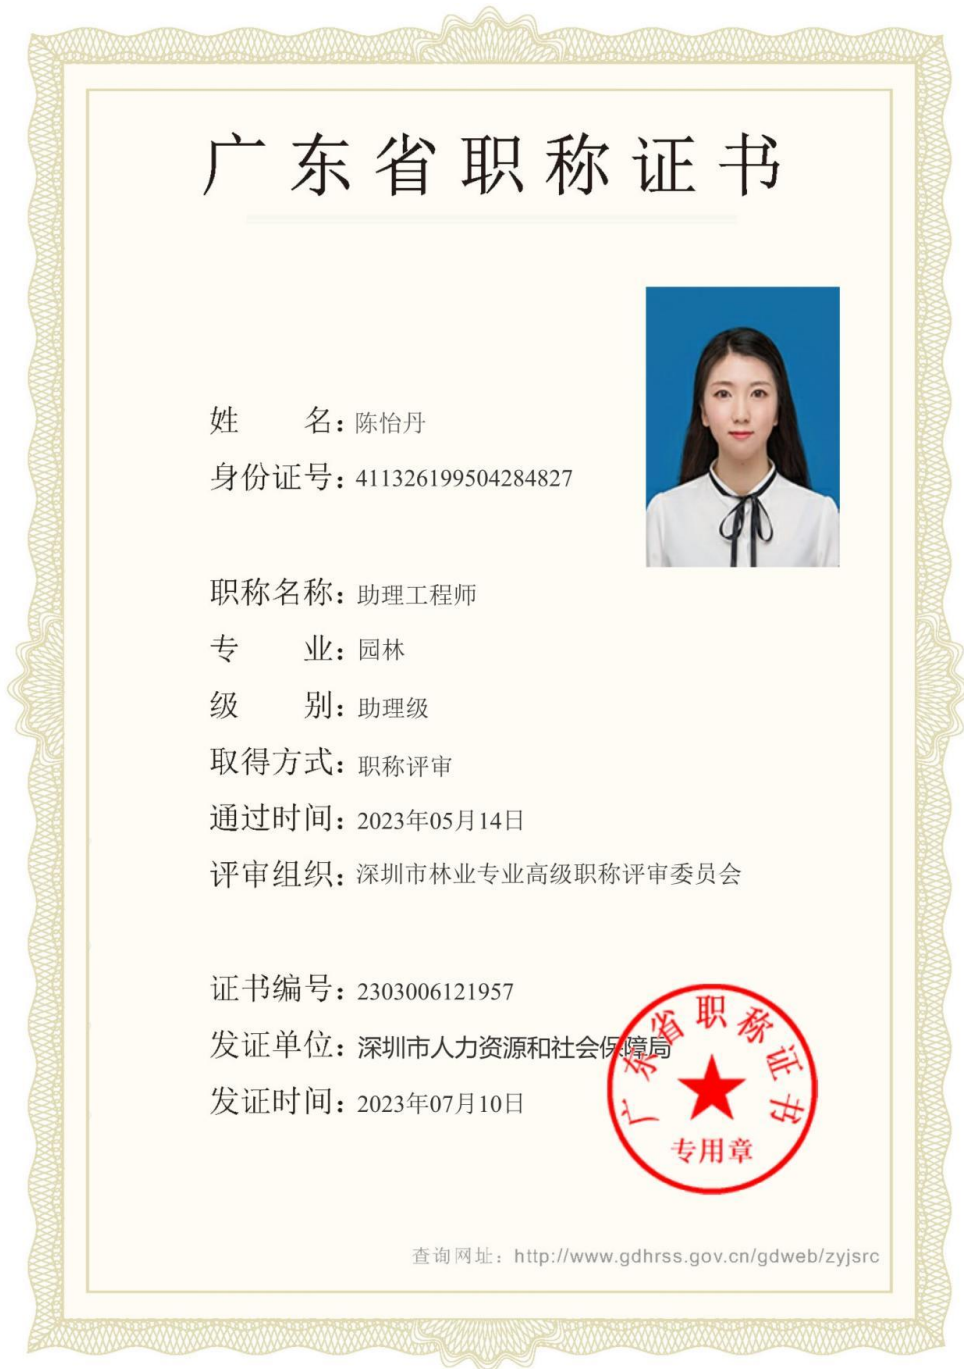 广东省职称证书
姓　　名：陈怡丹
身份证号：411326199504284827
职称名称：助理工程师
专　　业：园林
级　　别：助理级
取得方式：职称评审
通过时间：2023年05月14日
评审组织：深圳市林业专业高级职称评审委员会
证书编号：2303006121957
发证单位：深圳市人力资源和社会保障局
发证时间：2023年07月10日
广东省职称证书
专用章
查询网址：http://www.gdhrss.gov.cn/gdweb/zyjsrc